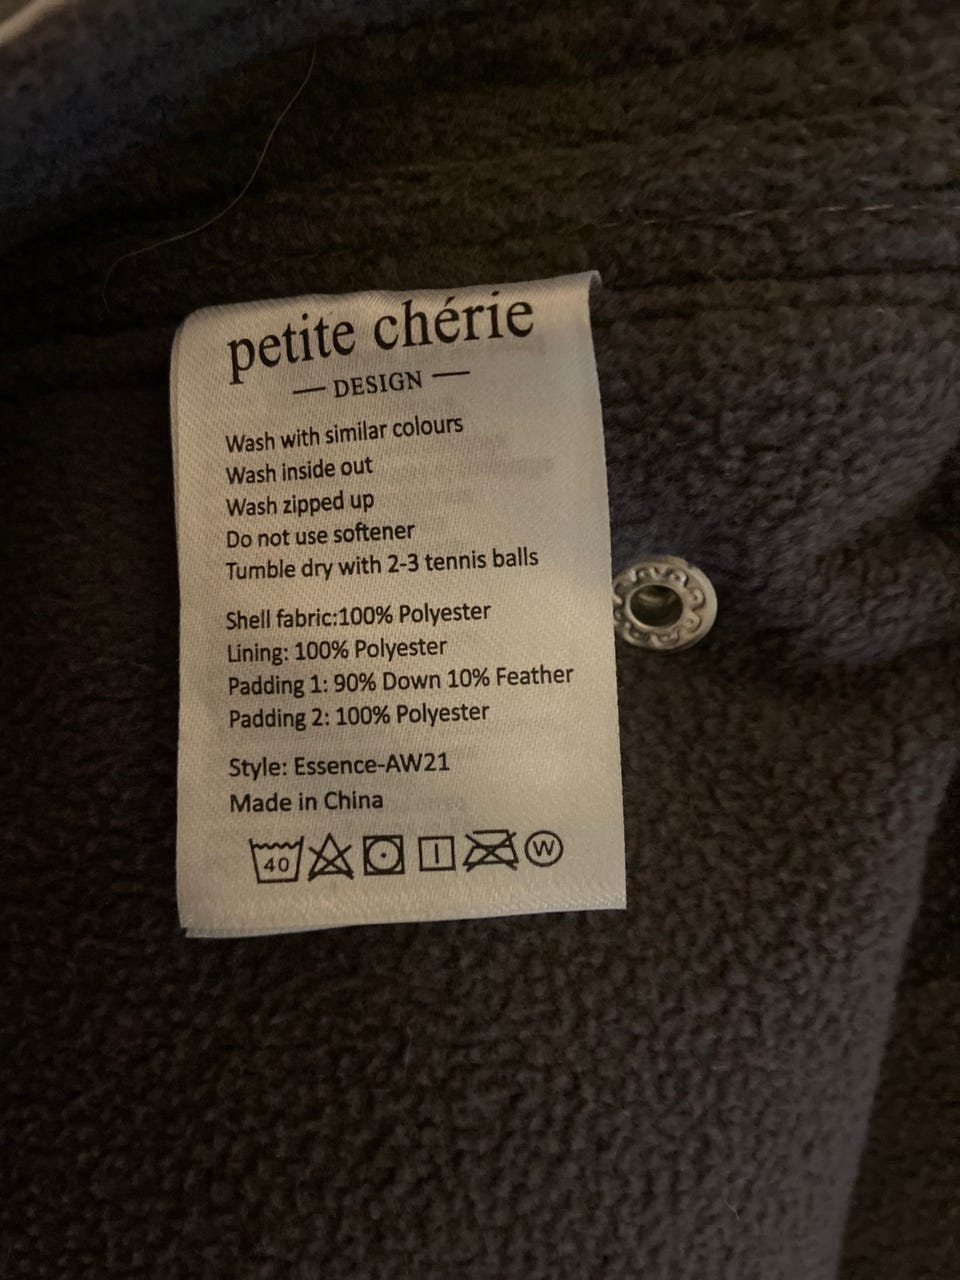 petite chérie
— DESIGN —
Wash with similar colours
Wash inside out
Wash zipped up
Do not use softener
Tumble dry with 2-3 tennis balls
Shell fabric:100% Polyester
Lining: 100% Polyester
Padding 1: 90% Down 10% Feather
Padding 2: 100% Polyester
Style: Essence-AW21
Made in China
40 W